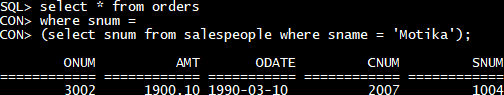 SQL> select * from orders
CON> where snum =
CON> (select snum from salespeople where sname = 'Motika');
ONUM AMT ODATE CNUM SNUM
============ ============ =========== ============ ============
3002 1900.10 1990-03-10 2007 1004